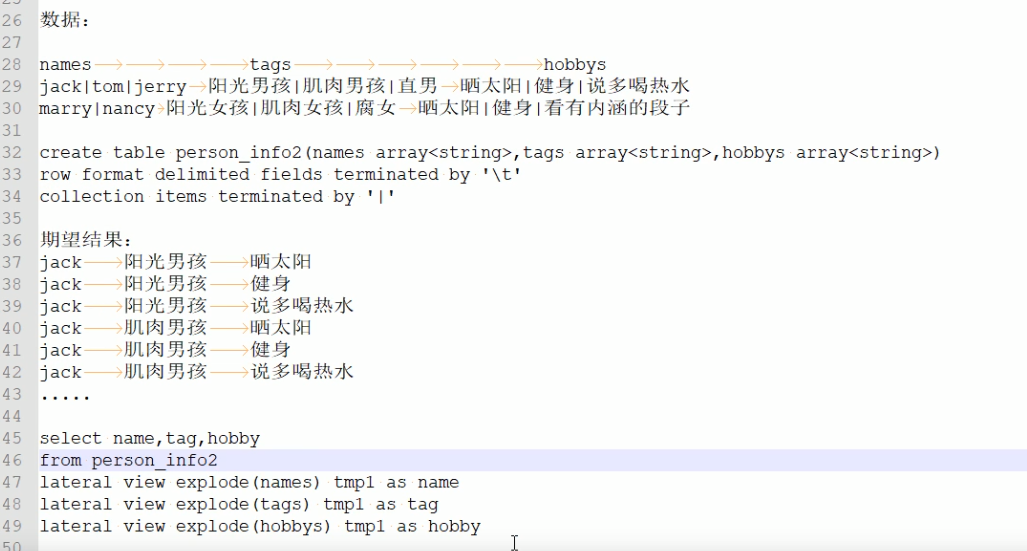 26 数据：
27
28 names→→→→→tags→→→→→→hobbys
29 jack|tom|jerry→阳光男孩|肌肉男孩|直男→晒太阳|健身|说多喝热水
30 marry|nancy→阳光女孩|肌肉女孩|腐女→晒太阳|健身|看有内涵的段子
31
32 create table person_info2(names array<string>,tags array<string>,hobbys array<string>)
33 row format delimited fields terminated by '\t'
34 collection items terminated by '|'
35
36 期望结果：
37 jack→阳光男孩→晒太阳
38 jack→阳光男孩→健身
39 jack→阳光男孩→说多喝热水
40 jack→肌肉男孩→晒太阳
41 jack→肌肉男孩→健身
42 jack→肌肉男孩→说多喝热水
43 .....
44
45 select name,tag,hobby
46 from person_info2
47 lateral view explode(names) tmp1 as name
48 lateral view explode(tags) tmp1 as tag
49 lateral view explode(hobbys) tmp1 as hobby
50